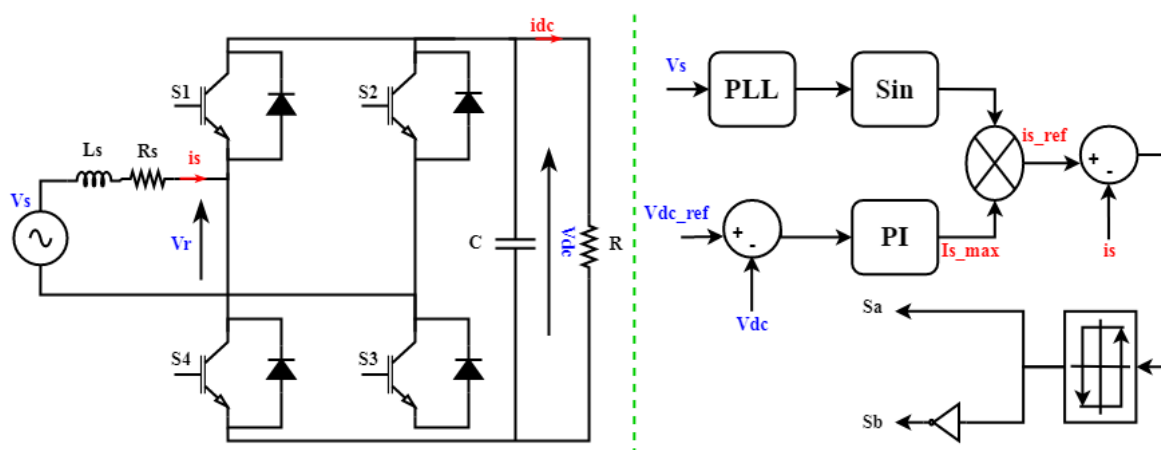 idc
S1
S2
Ls
Rs
is
Vs
Vr
C
Vdc
R
S4
S3
Vs
PLL
Sin
is_ref
+
-
Vdc_ref
+
-
PI
Is_max
is
Vdc
Sa
Sb